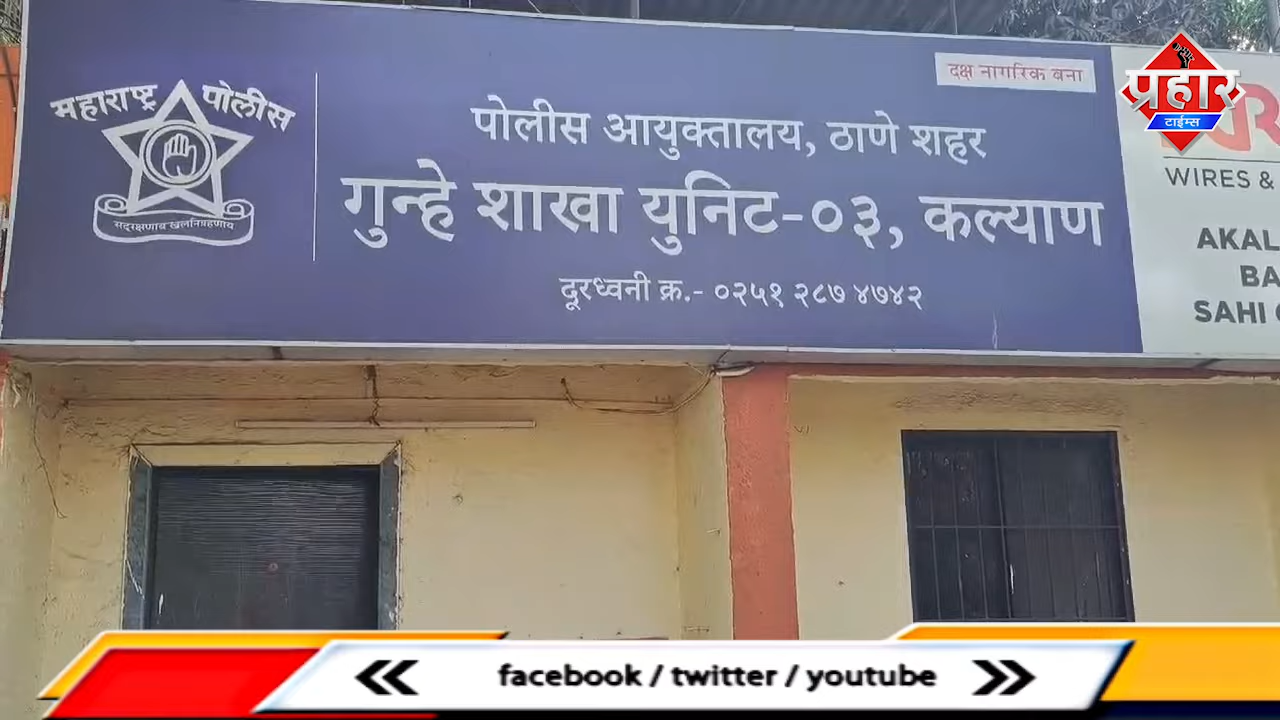 दक्ष नागरिक बना
महाराष्ट्र पोलीस
सद्रक्षणाय खलनिग्रहणाय
पोलीस आयुक्तालय, ठाणे शहर
गुन्हे शाखा युनिट-०३, कल्याण
दूरध्वनी क्र.- ०२५१ २८७ ४७४२
प्रहार
टाईम्स
WIRES &
AKAL
BA
SAHI
facebook / twitter / youtube